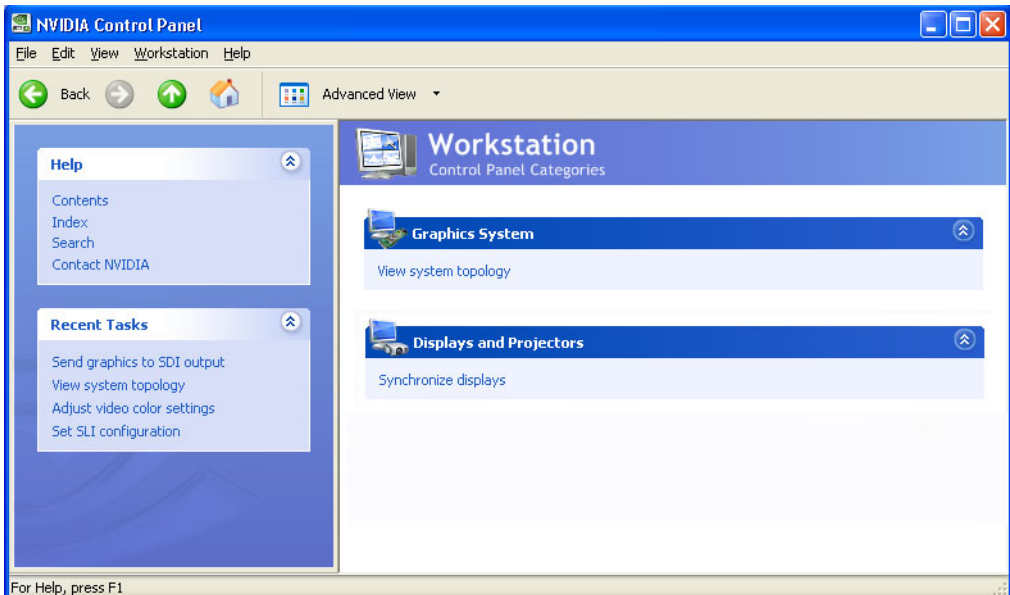 NVIDIA Control Panel
File Edit View Workstation Help
Back Advanced View
Help
Contents
Index
Search
Contact NVIDIA
Recent Tasks
Send graphics to SDI output
View system topology
Adjust video color settings
Set SLI configuration
Workstation
Control Panel Categories
Graphics System
View system topology
Displays and Projectors
Synchronize displays
For Help, press F1